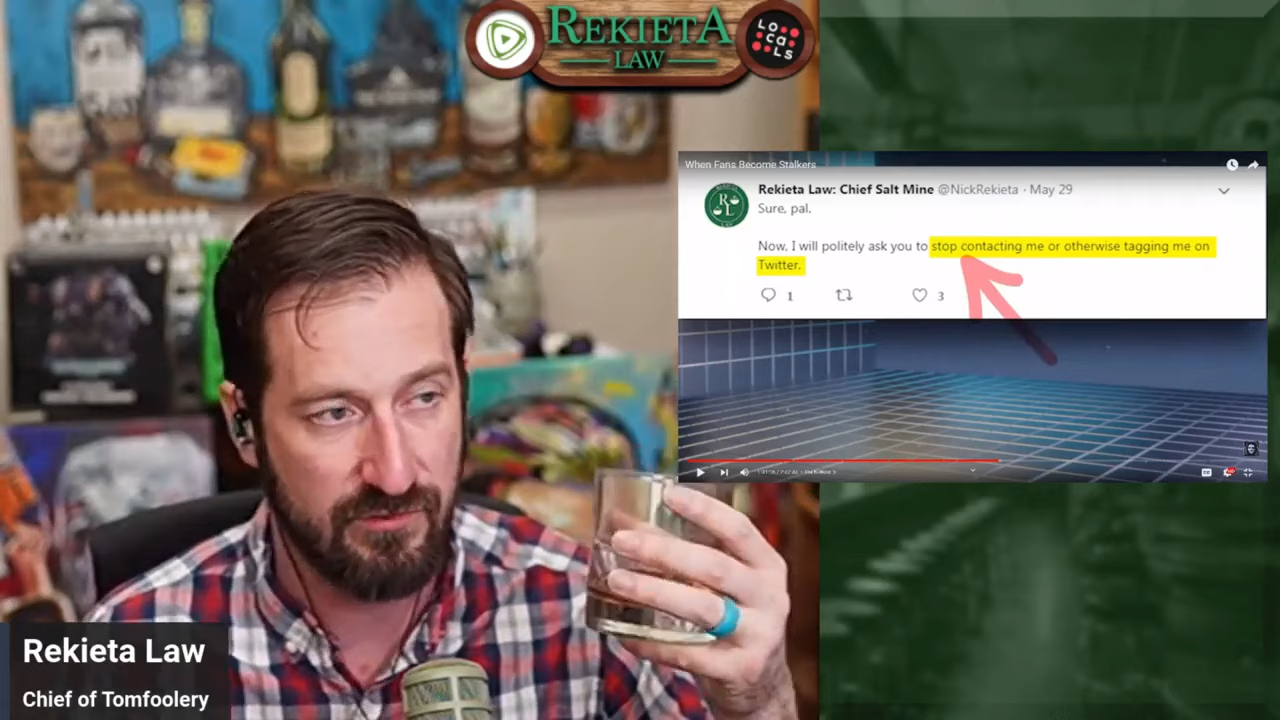 REKIETA
LAW
LOCALS
When Fans Become Stalkers
Rekieta Law: Chief Salt Mine @NickRekieta · May 29
Sure, pal.
Now, I will politely ask you to stop contacting me or otherwise tagging me on
Twitter.
1
3
Rekieta Law
Chief of Tomfoolery